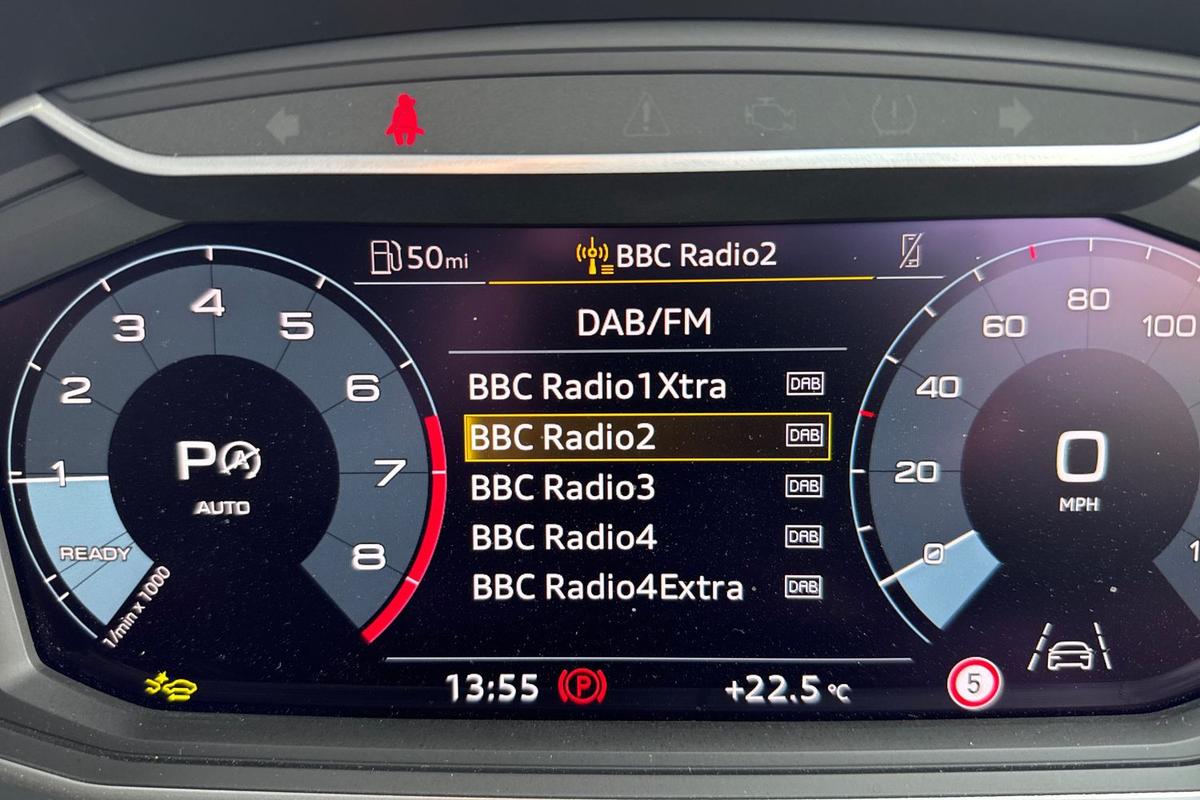 50mi
BBC Radio2
DAB/FM
BBC Radio1Xtra DAB
BBC Radio2 DAB
BBC Radio3 DAB
BBC Radio4 DAB
BBC Radio4Extra DAB
1
2
3
4
5
6
7
8
P A
AUTO
READY
1/min x 1000
0
20
40
60
80
100
0
MPH
13:55
P
+22.5 °C
5